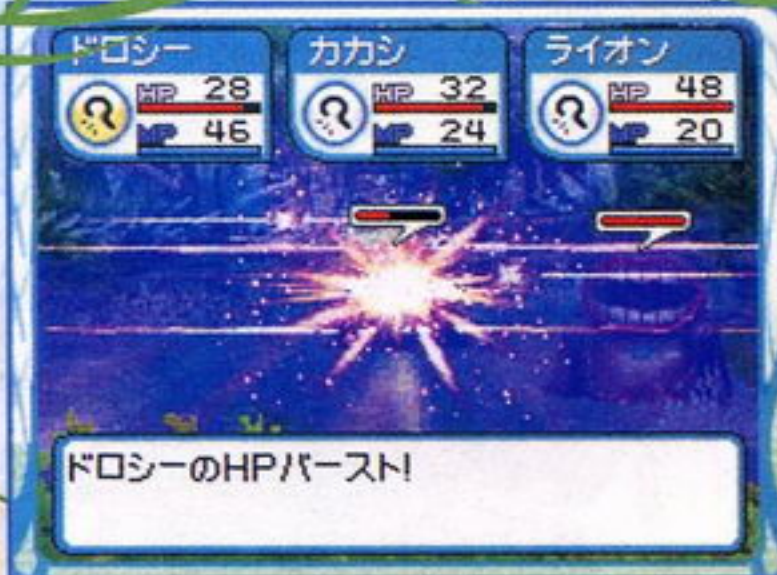 ドロシー
HP 28
MP 46
カカシ
HP 32
MP 24
ライオン
HP 48
MP 20
ドロシーのHPバースト!